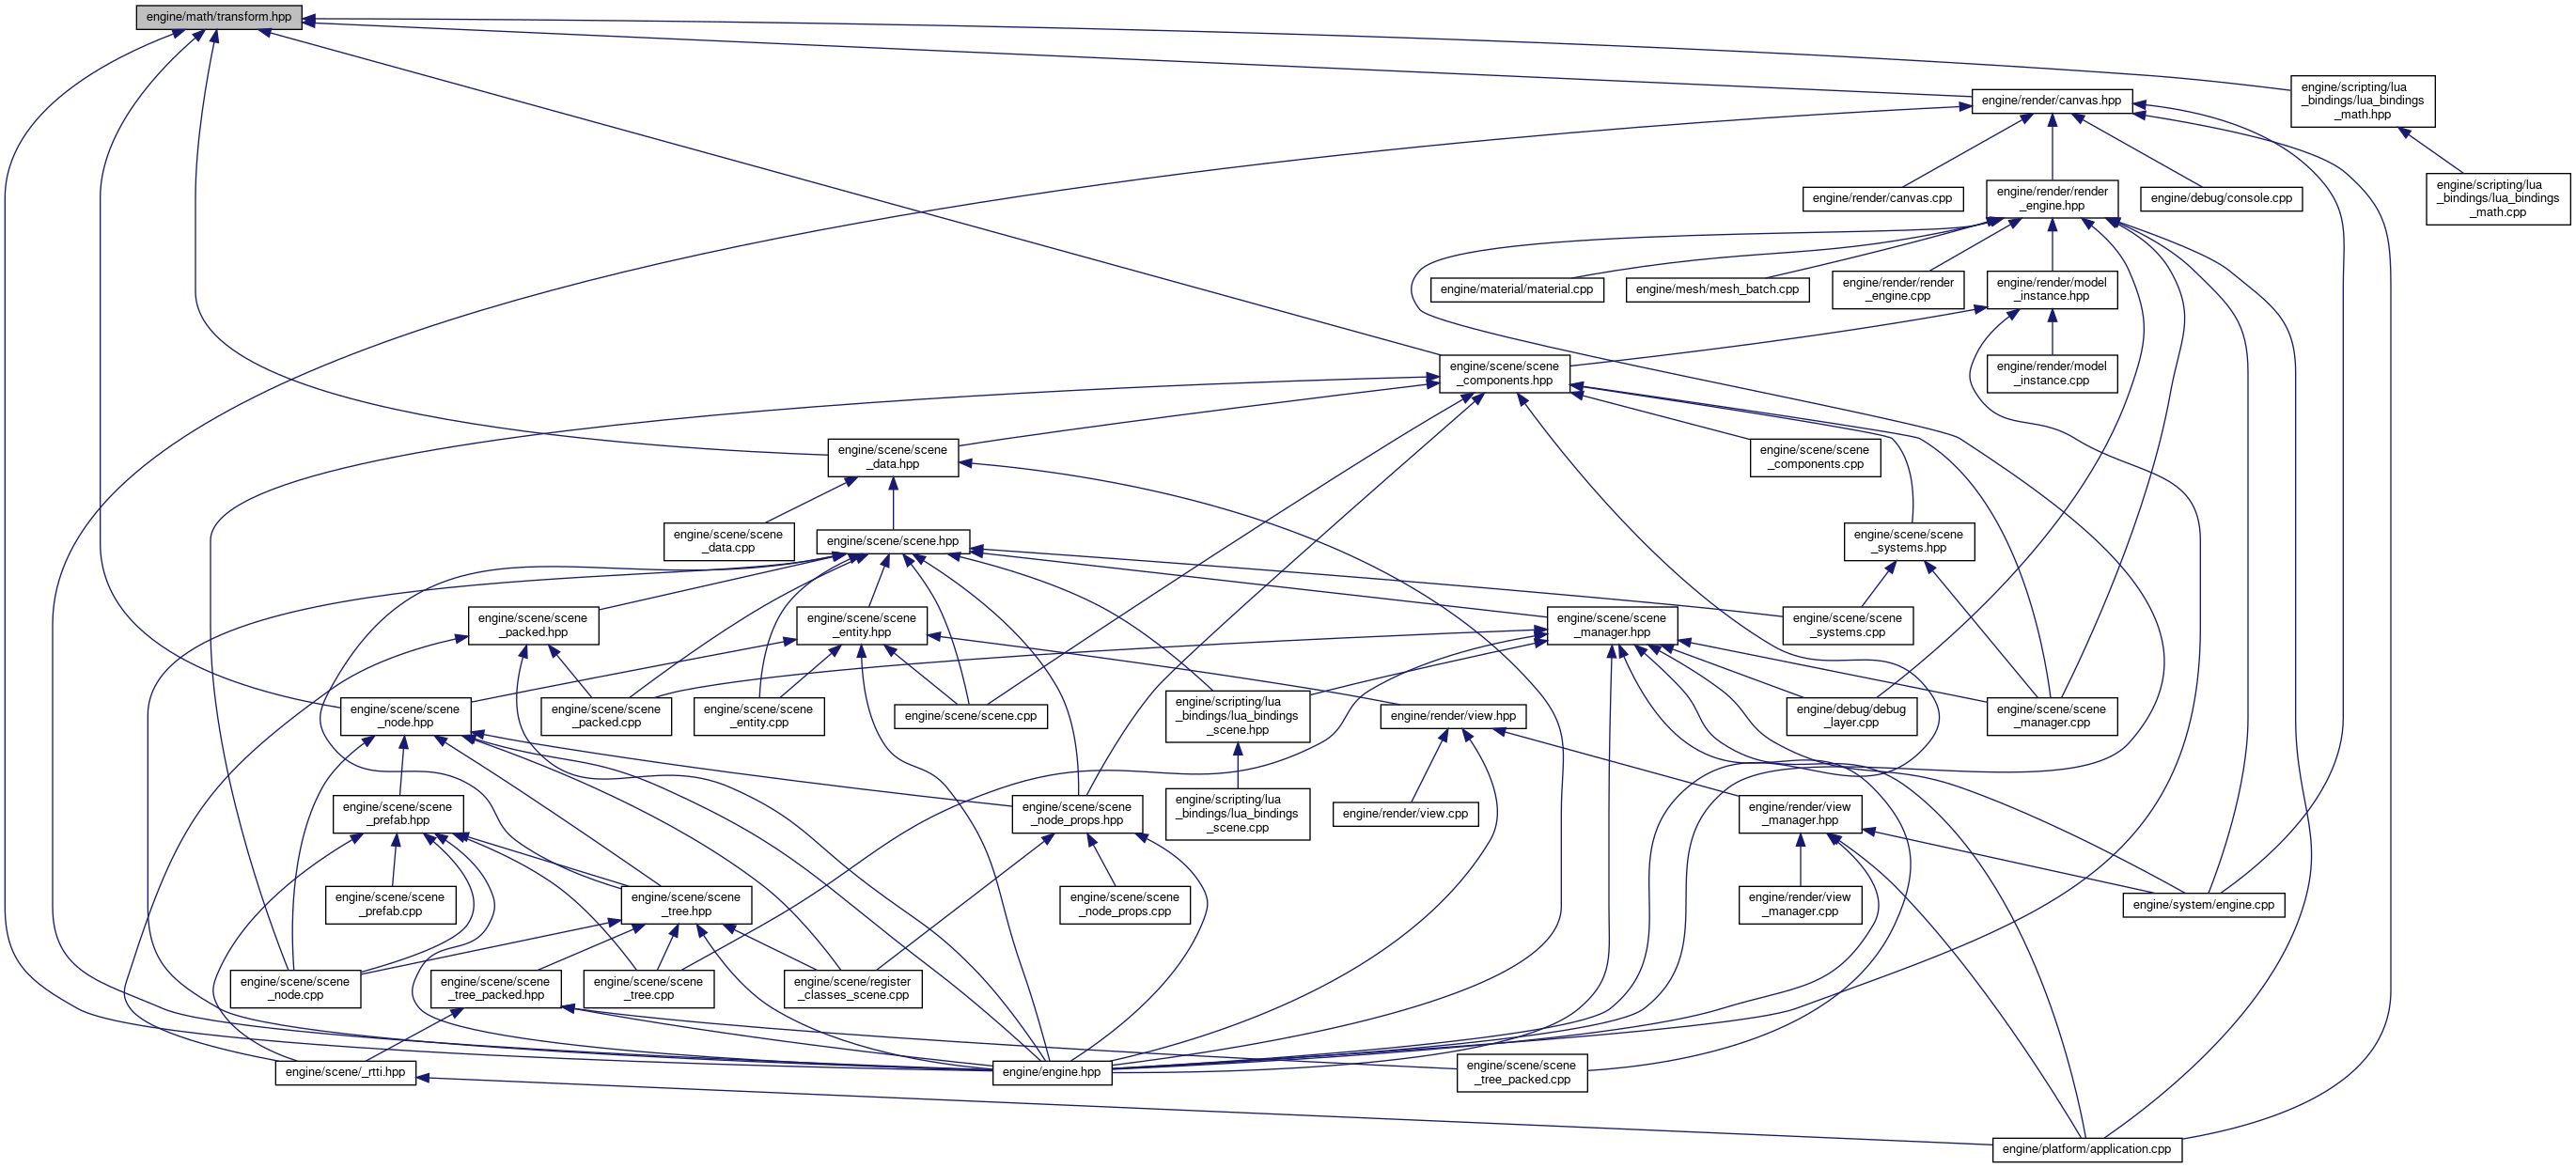 engine/math/transform.hpp
engine/scripting/lua
_bindings/lua_bindings
_math.hpp
engine/render/canvas.hpp
engine/render/canvas.cpp
engine/render/render
_engine.hpp
engine/debug/console.cpp
engine/scripting/lua
_bindings/lua_bindings
_math.cpp
engine/material/material.cpp
engine/mesh/mesh_batch.cpp
engine/render/render
_engine.cpp
engine/render/model
_instance.hpp
engine/scene/scene
_components.hpp
engine/render/model
_instance.cpp
engine/scene/scene
_data.hpp
engine/scene/scene
_components.cpp
engine/scene/scene
_data.cpp
engine/scene/scene.hpp
engine/scene/scene
_systems.hpp
engine/scene/scene
_packed.hpp
engine/scene/scene
_entity.hpp
engine/scene/scene
_manager.hpp
engine/scene/scene
_systems.cpp
engine/scene/scene
_node.hpp
engine/scene/scene
_packed.cpp
engine/scene/scene
_entity.cpp
engine/scene/scene.cpp
engine/scripting/lua
_bindings/lua_bindings
_scene.hpp
engine/render/view.hpp
engine/debug/debug
_layer.cpp
engine/scene/scene
_manager.cpp
engine/scene/scene
_prefab.hpp
engine/scene/scene
_node_props.hpp
engine/scripting/lua
_bindings/lua_bindings
_scene.cpp
engine/render/view.cpp
engine/render/view
_manager.hpp
engine/scene/scene
_prefab.cpp
engine/scene/scene
_tree.hpp
engine/scene/scene
_node_props.cpp
engine/render/view
_manager.cpp
engine/system/engine.cpp
engine/scene/scene
_node.cpp
engine/scene/scene
_tree_packed.hpp
engine/scene/scene
_tree.cpp
engine/scene/register
_classes_scene.cpp
engine/scene/_rtti.hpp
engine/engine.hpp
engine/scene/scene
_tree_packed.cpp
engine/platform/application.cpp